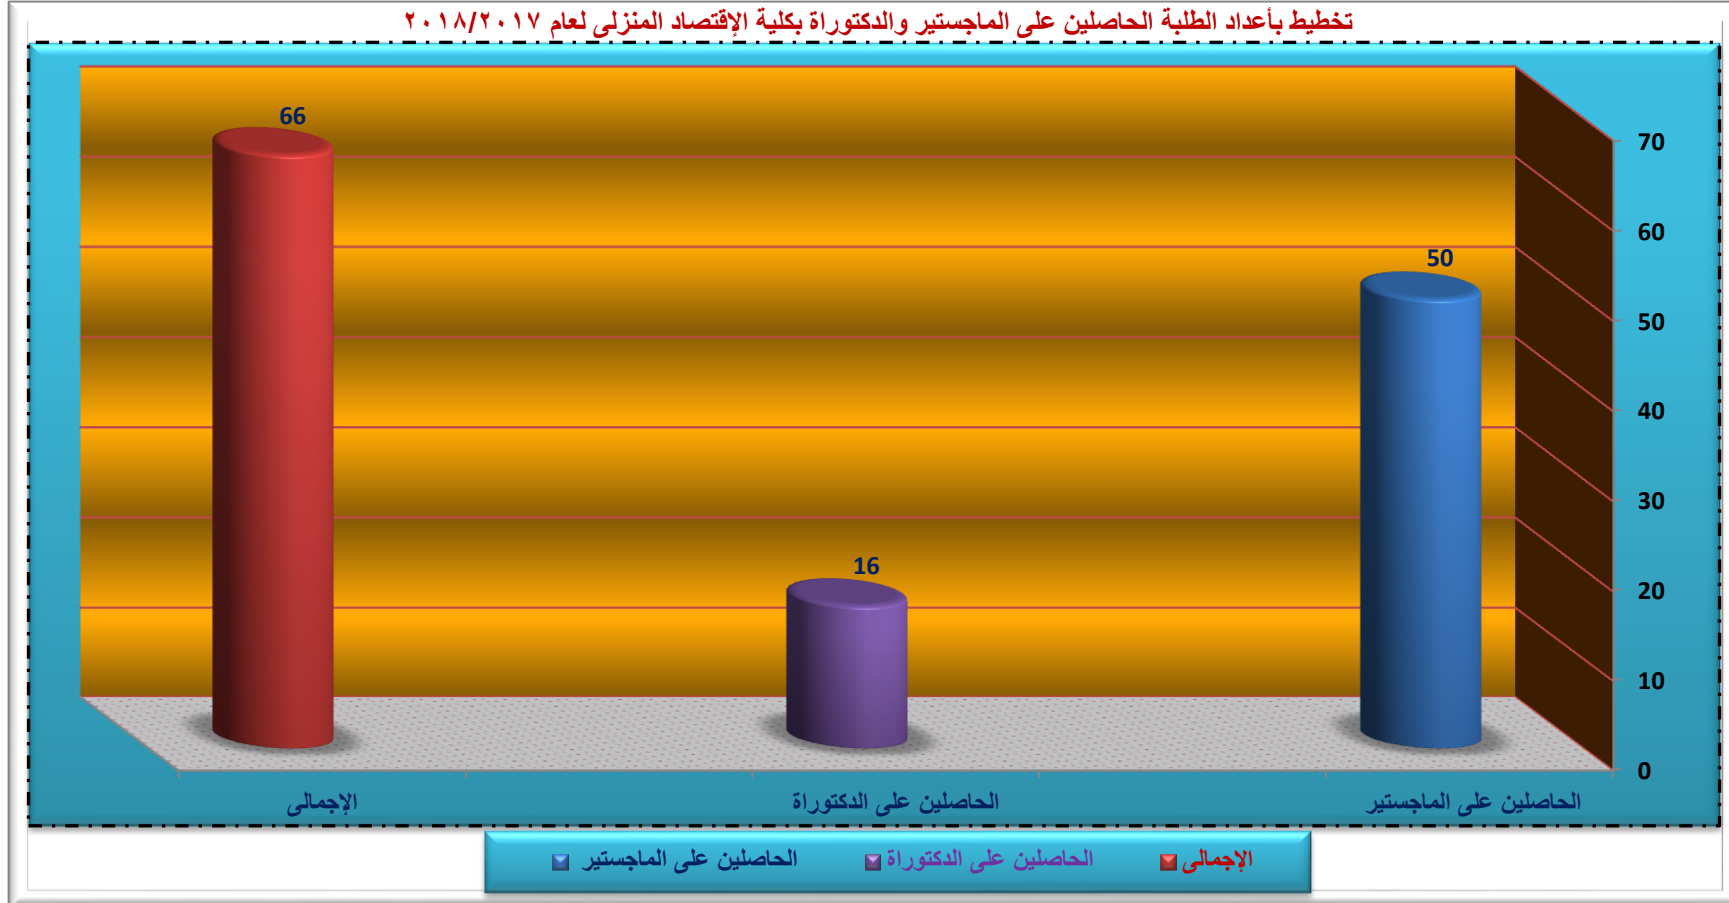 تخطيط بأعداد الطلبة الحاصلين على الماجستير والدكتوراة بكلية الإقتصاد المنزلى لعام ٢٠١٨/٢٠١٧
66
50
16
70
60
50
40
30
20
10
0
الحاصلين على الماجستير
الحاصلين على الدكتوراة
الإجمالى
الإجمالى
الحاصلين على الدكتوراة
الحاصلين على الماجستير